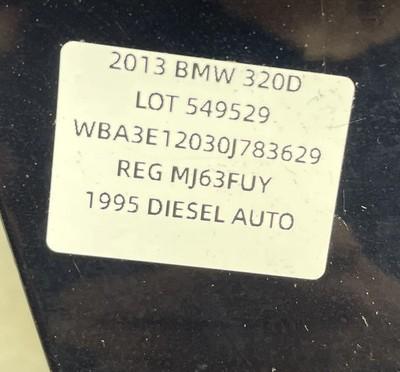 2013 BMW 320D
LOT 549529
WBA3E12030J783629
REG MJ63FUY
1995 DIESEL AUTO